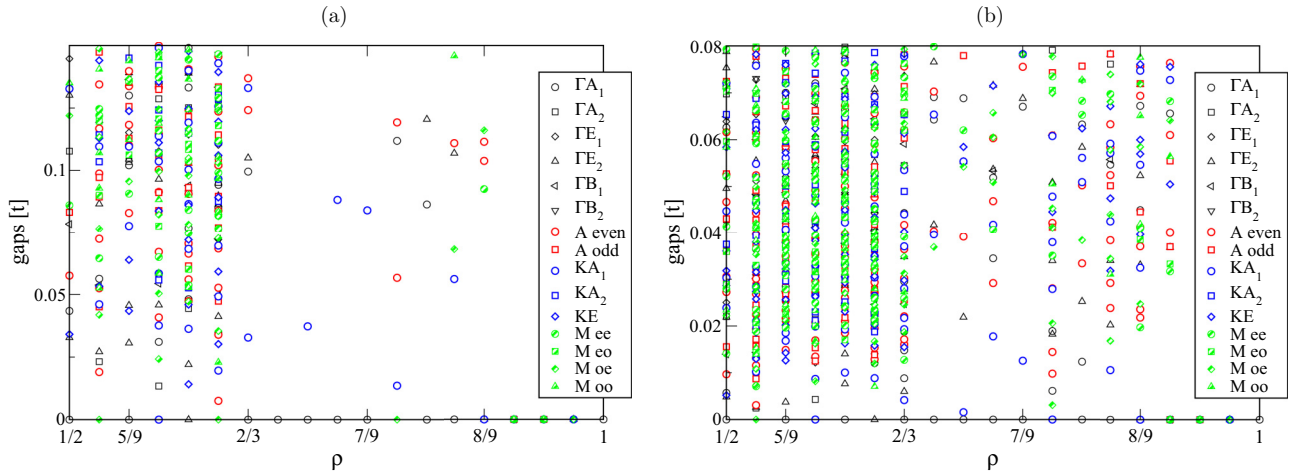 (a)
gaps [t]
0.1
0.05
0
1/2
5/9
2/3
7/9
8/9
1
ρ
ΓA₁
ΓA₂
ΓE₁
ΓE₂
ΓB₁
ΓB₂
A even
A odd
KA₁
KA₂
KE
M ee
M eo
M oe
M oo
(b)
gaps [t]
0.08
0.06
0.04
0.02
0
1/2
5/9
2/3
7/9
8/9
1
ρ
ΓA₁
ΓA₂
ΓE₁
ΓE₂
ΓB₁
ΓB₂
A even
A odd
KA₁
KA₂
KE
M ee
M eo
M oe
M oo